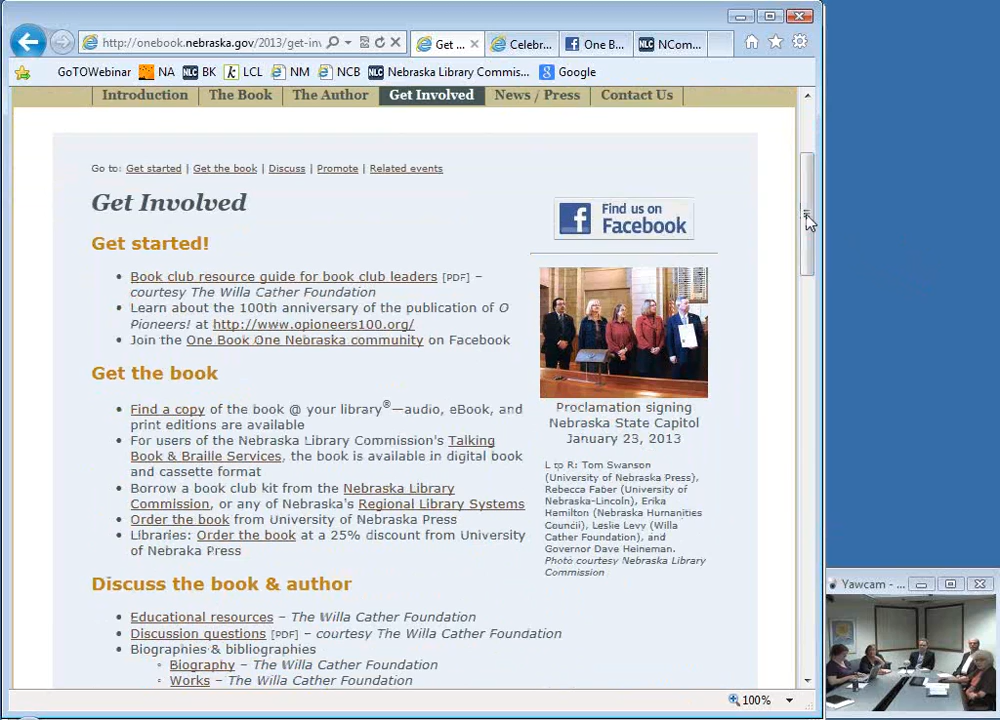 http://onebook.nebraska.gov/2013/get-in
Get ...
Celebr...
One B...
NLC NCom...
GoTOWebinar
NA
NLC BK
k LCL
NM
NCB
NLC Nebraska Library Commis...
Google
Introduction | The Book | The Author | Get Involved | News / Press | Contact Us
Go to: Get started | Get the book | Discuss | Promote | Related events
Get Involved
Get started!
• Book club resource guide for book club leaders [PDF] –
courtesy The Willa Cather Foundation
• Learn about the 100th anniversary of the publication of O
Pioneers! at http://www.opioneers100.org/
• Join the One Book One Nebraska community on Facebook
Get the book
• Find a copy of the book @ your library®—audio, eBook, and
print editions are available
• For users of the Nebraska Library Commission's Talking
Book & Braille Services, the book is available in digital book
and cassette format
• Borrow a book club kit from the Nebraska Library
Commission, or any of Nebraska's Regional Library Systems
• Order the book from University of Nebraska Press
• Libraries: Order the book at a 25% discount from University
of Nebraka Press
Discuss the book & author
• Educational resources – The Willa Cather Foundation
• Discussion questions [PDF] – courtesy The Willa Cather Foundation
• Biographies & bibliographies
◦ Biography – The Willa Cather Foundation
◦ Works – The Willa Cather Foundation
Find us on
Facebook
Proclamation signing
Nebraska State Capitol
January 23, 2013
L to R: Tom Swanson
(University of Nebraska Press),
Rebecca Faber (University of
Nebraska-Lincoln), Erika
Hamilton (Nebraska Humanities
Council), Leslie Levy (Willa
Cather Foundation), and
Governor Dave Heineman.
Photo courtesy Nebraska Library
Commission
100%
Yawcam - ...